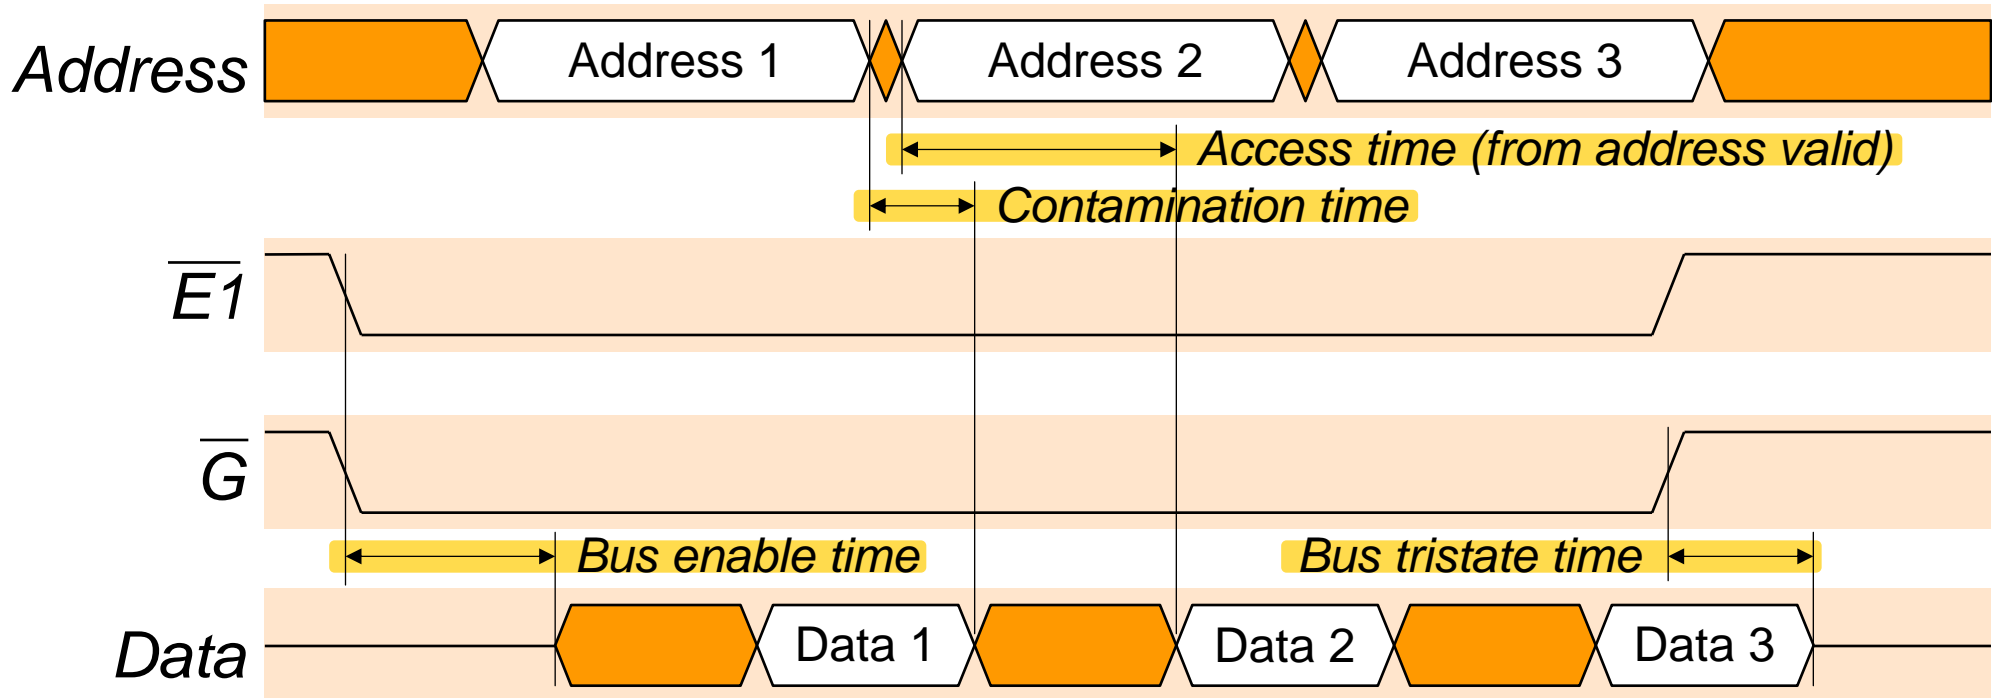 Address
Address 1
Address 2
Address 3
Access time (from address valid)
Contamination time
E̅1̅
G̅
Bus enable time
Bus tristate time
Data
Data 1
Data 2
Data 3